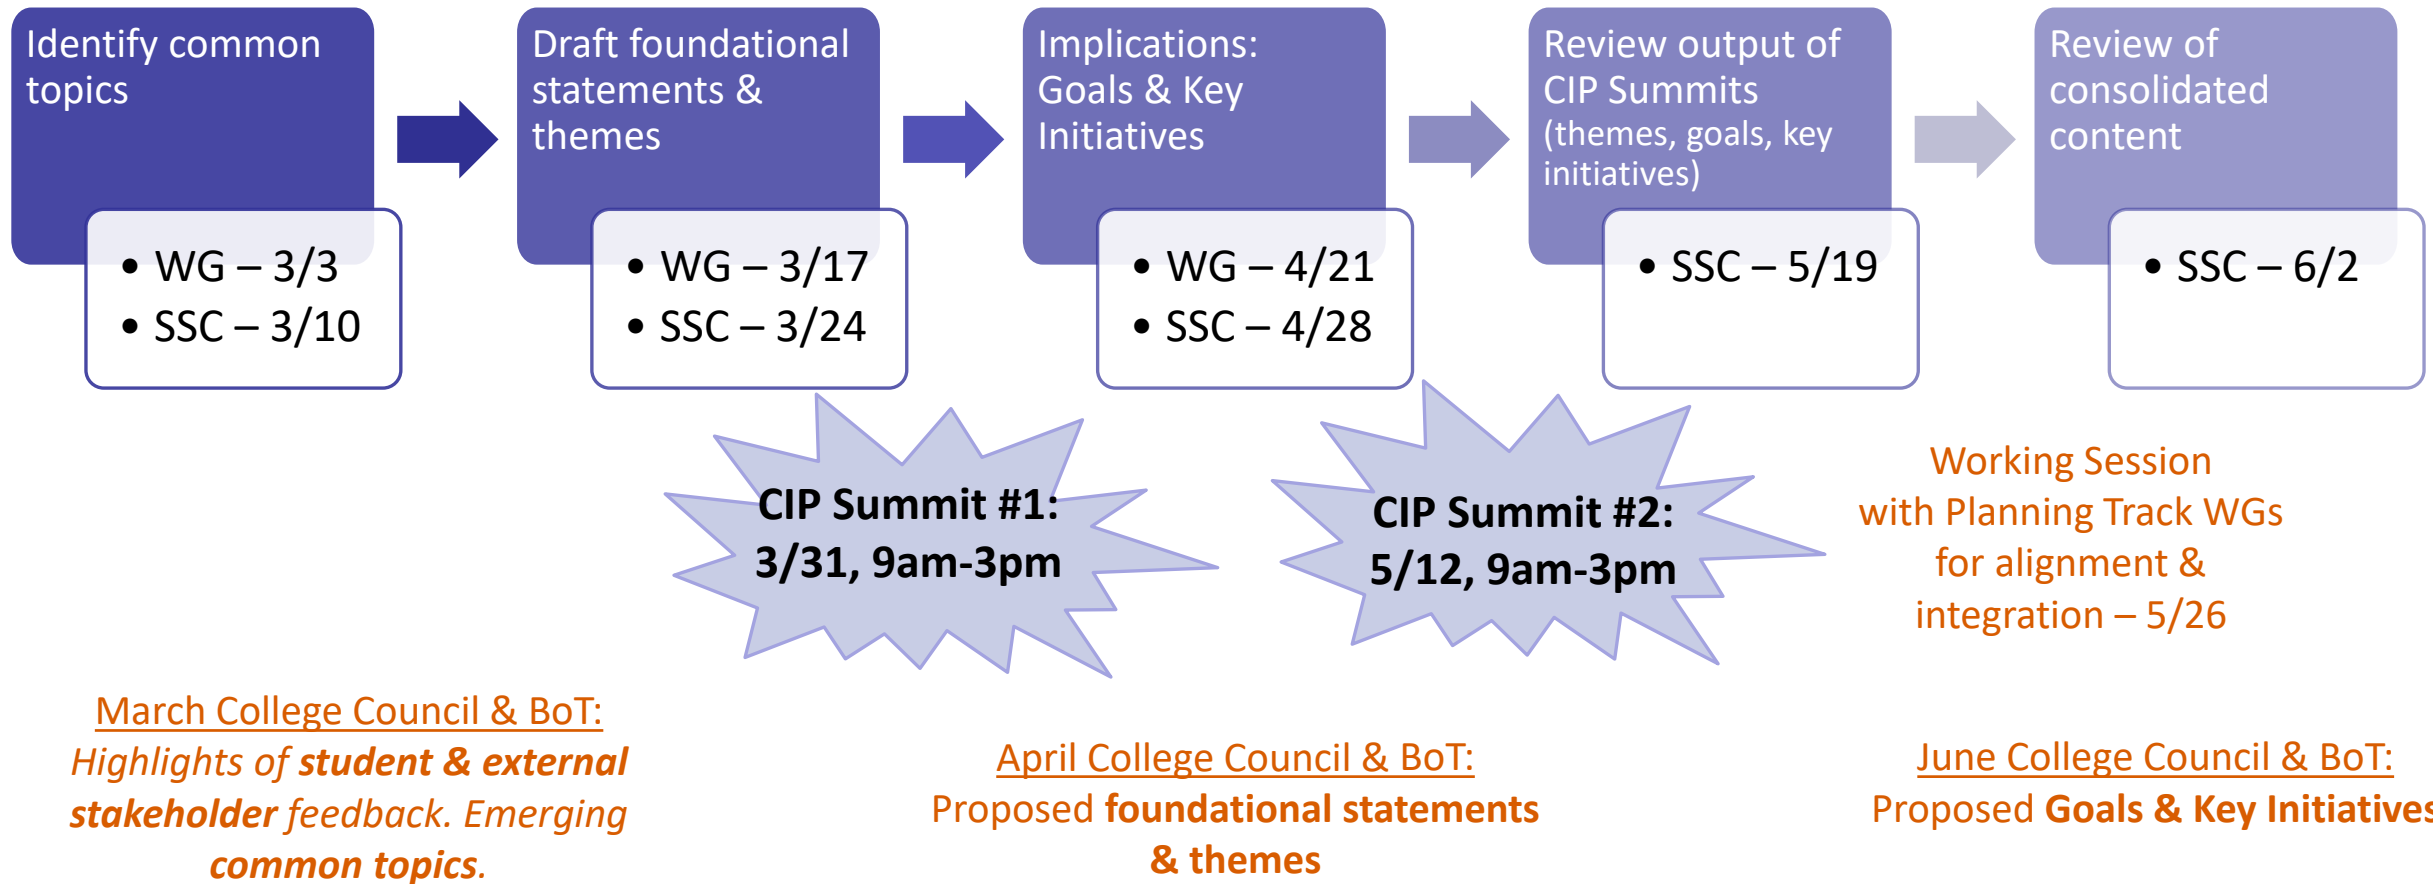 Identify common
topics
• WG – 3/3
• SSC – 3/10
Draft foundational
statements &
themes
• WG – 3/17
• SSC – 3/24
Implications:
Goals & Key
Initiatives
• WG – 4/21
• SSC – 4/28
Review output of
CIP Summits
(themes, goals, key
initiatives)
• SSC – 5/19
Review of
consolidated
content
• SSC – 6/2
CIP Summit #1:
3/31, 9am-3pm
CIP Summit #2:
5/12, 9am-3pm
Working Session
with Planning Track WGs
for alignment &
integration – 5/26
March College Council & BoT:
Highlights of student & external
stakeholder feedback. Emerging
common topics.
April College Council & BoT:
Proposed foundational statements
& themes
June College Council & BoT:
Proposed Goals & Key Initiatives